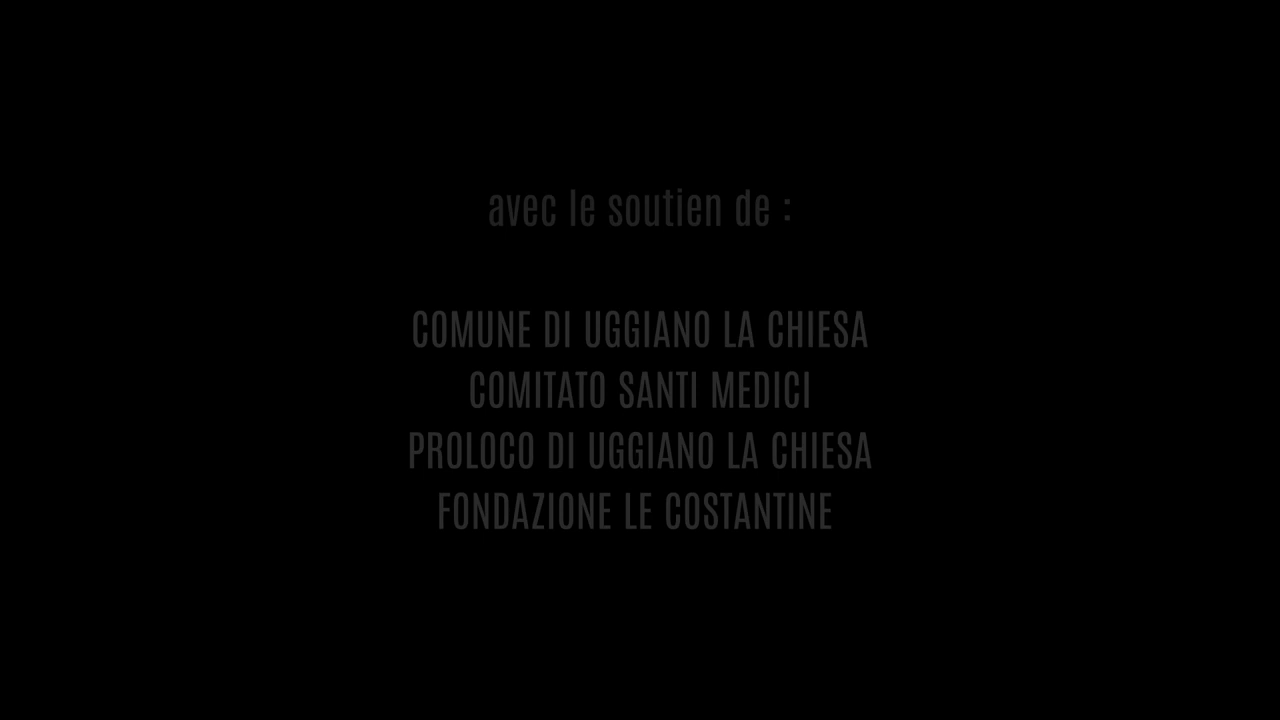 avec le soutien de :
COMUNE DI UGGIANO LA CHIESA
COMITATO SANTI MEDICI
PROLOCO DI UGGIANO LA CHIESA
FONDAZIONE LE COSTANTINE